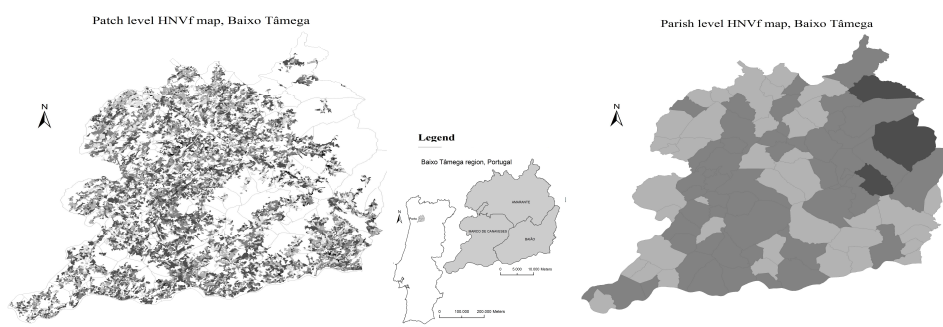 Patch level HNVf map, Baixo Tâmega
Parish level HNVf map, Baixo Tâmega
N
N
Legend
Baixo Tâmega region, Portugal
N
AMARANTE
MARCO DE CANAVESES
BAIÃO
0 5.000 10.000 Meters
0 100.000 200.000 Meters